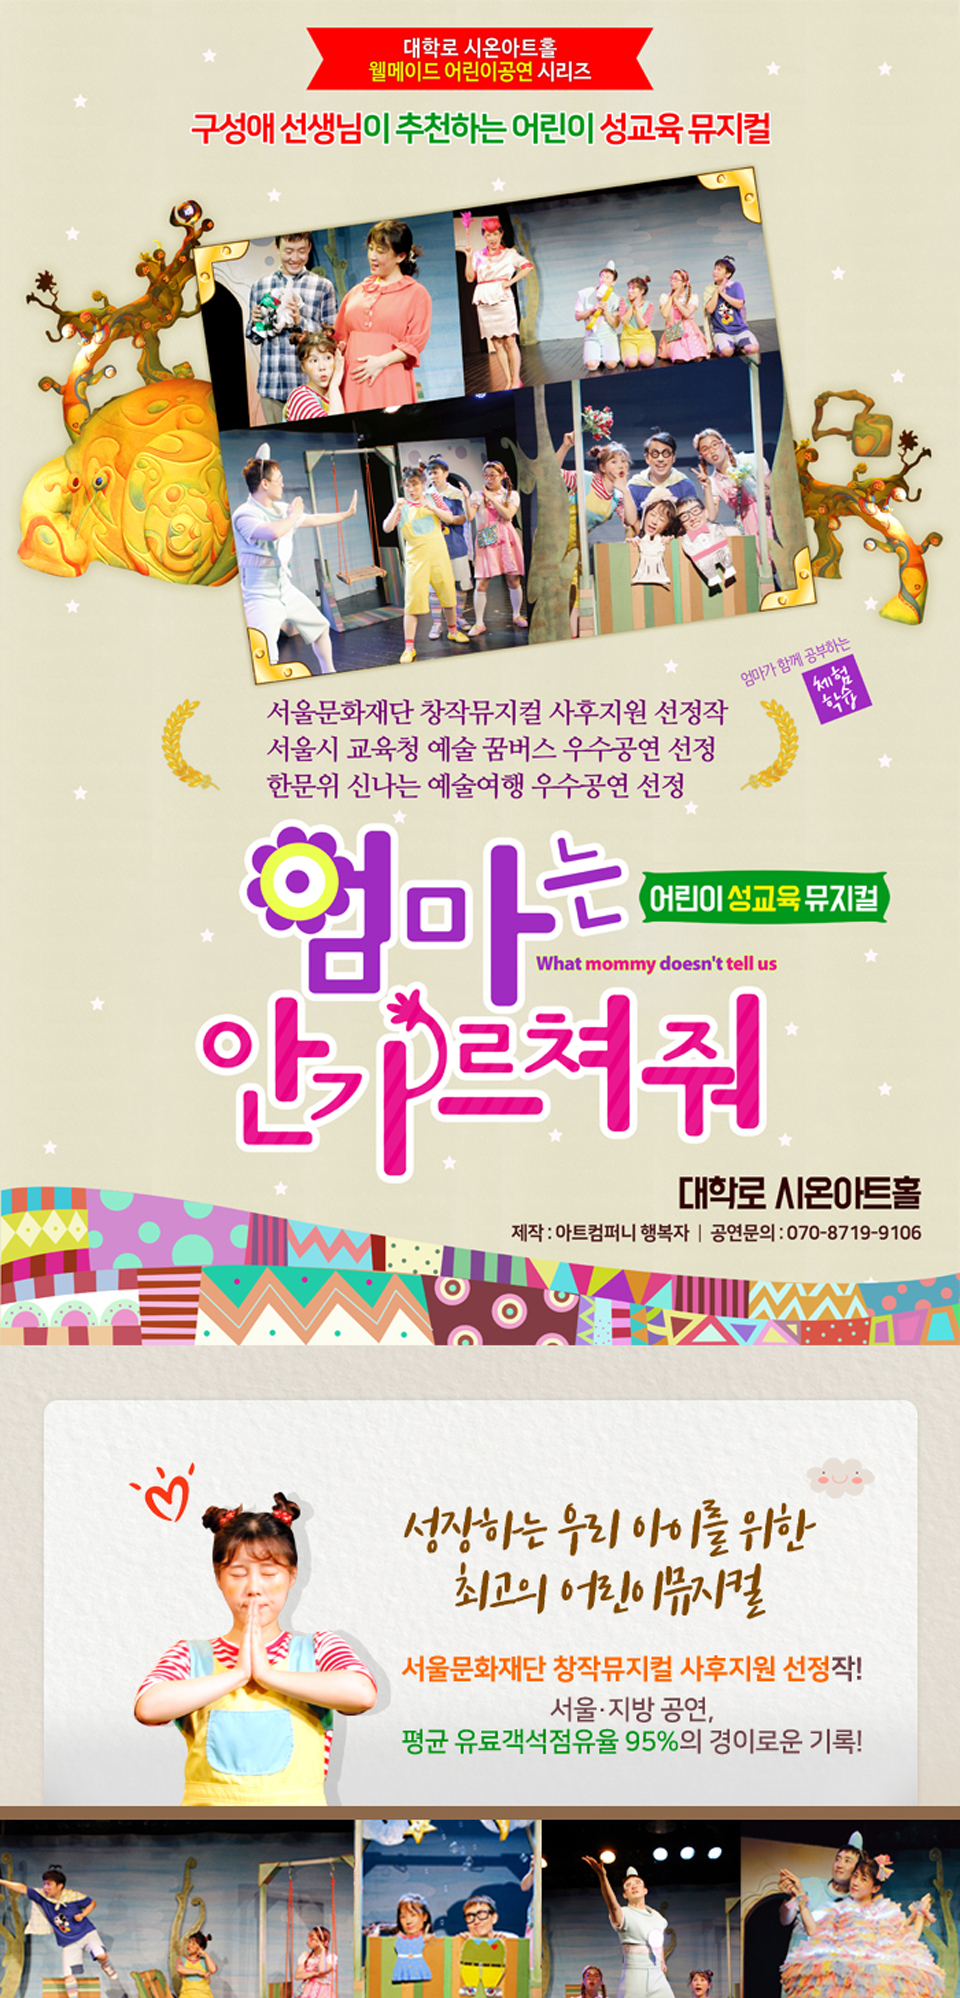 대학로 시온아트홀
웰메이드 어린이공연 시리즈
구성애 선생님이 추천하는 어린이 성교육 뮤지컬
엄마가 함께 공부하는
체험
학습
서울문화재단 창작뮤지컬 사후지원 선정작
서울시 교육청 예술 꿈버스 우수공연 선정
한문위 신나는 예술여행 우수공연 선정
엄마는
어린이 성교육 뮤지컬
What mommy doesn't tell us
안가르쳐줘
대학로 시온아트홀
제작 : 아트컴퍼니 행복자 | 공연문의 : 070-8719-9106
성장하는 우리 아이를 위한
최고의 어린이뮤지컬
서울문화재단 창작뮤지컬 사후지원 선정작!
서울·지방 공연,
평균 유료객석점유율 95%의 경이로운 기록!